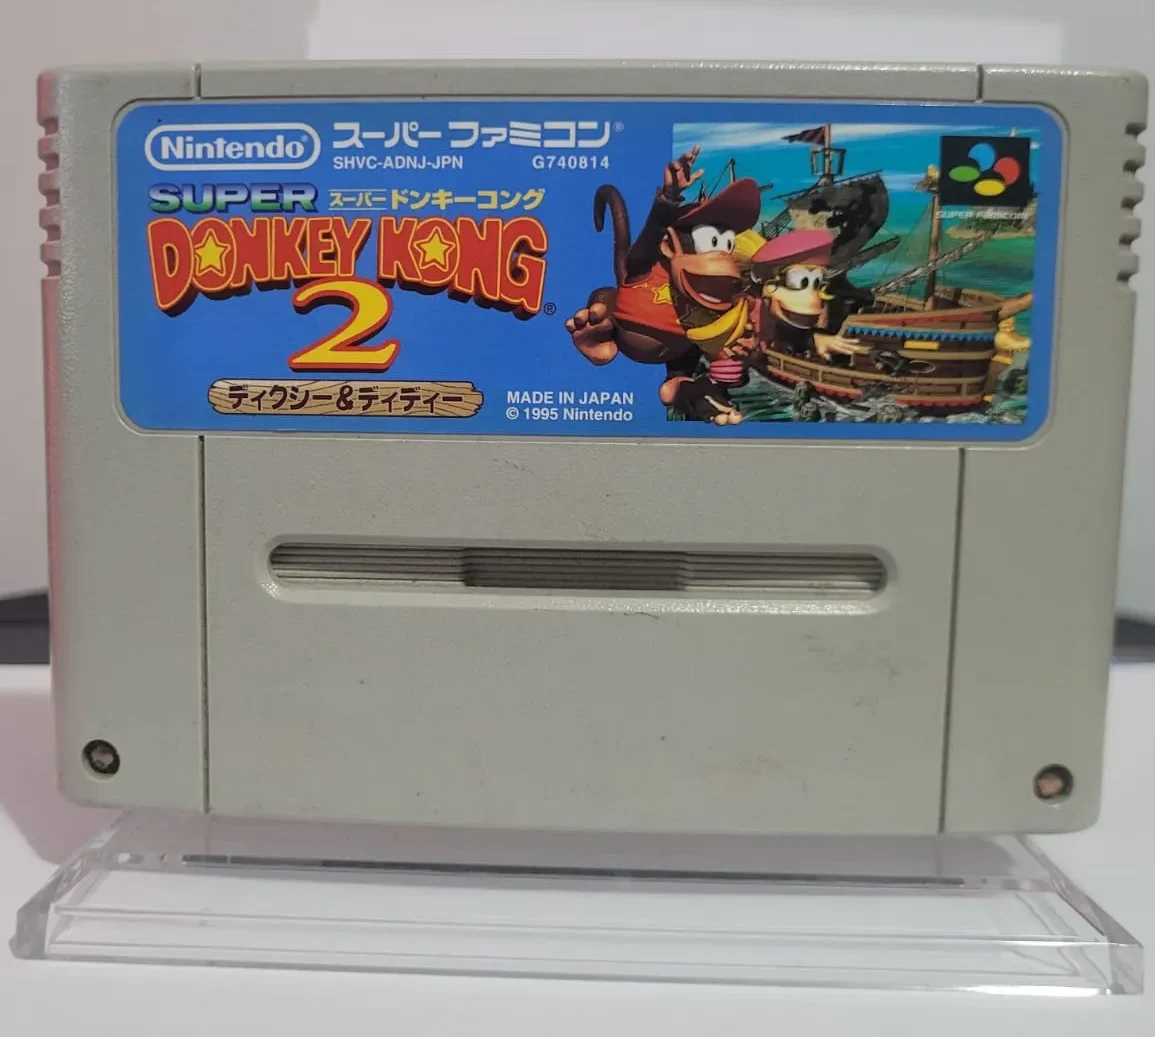 Nintendo® スーパーファミコン®
SHVC-ADNJ-JPN G740814
SUPER スーパードンキーコング
DONKEY KONG
2 ®
ディクシー&ディディー
MADE IN JAPAN
© 1995 Nintendo
SUPER FAMICOM